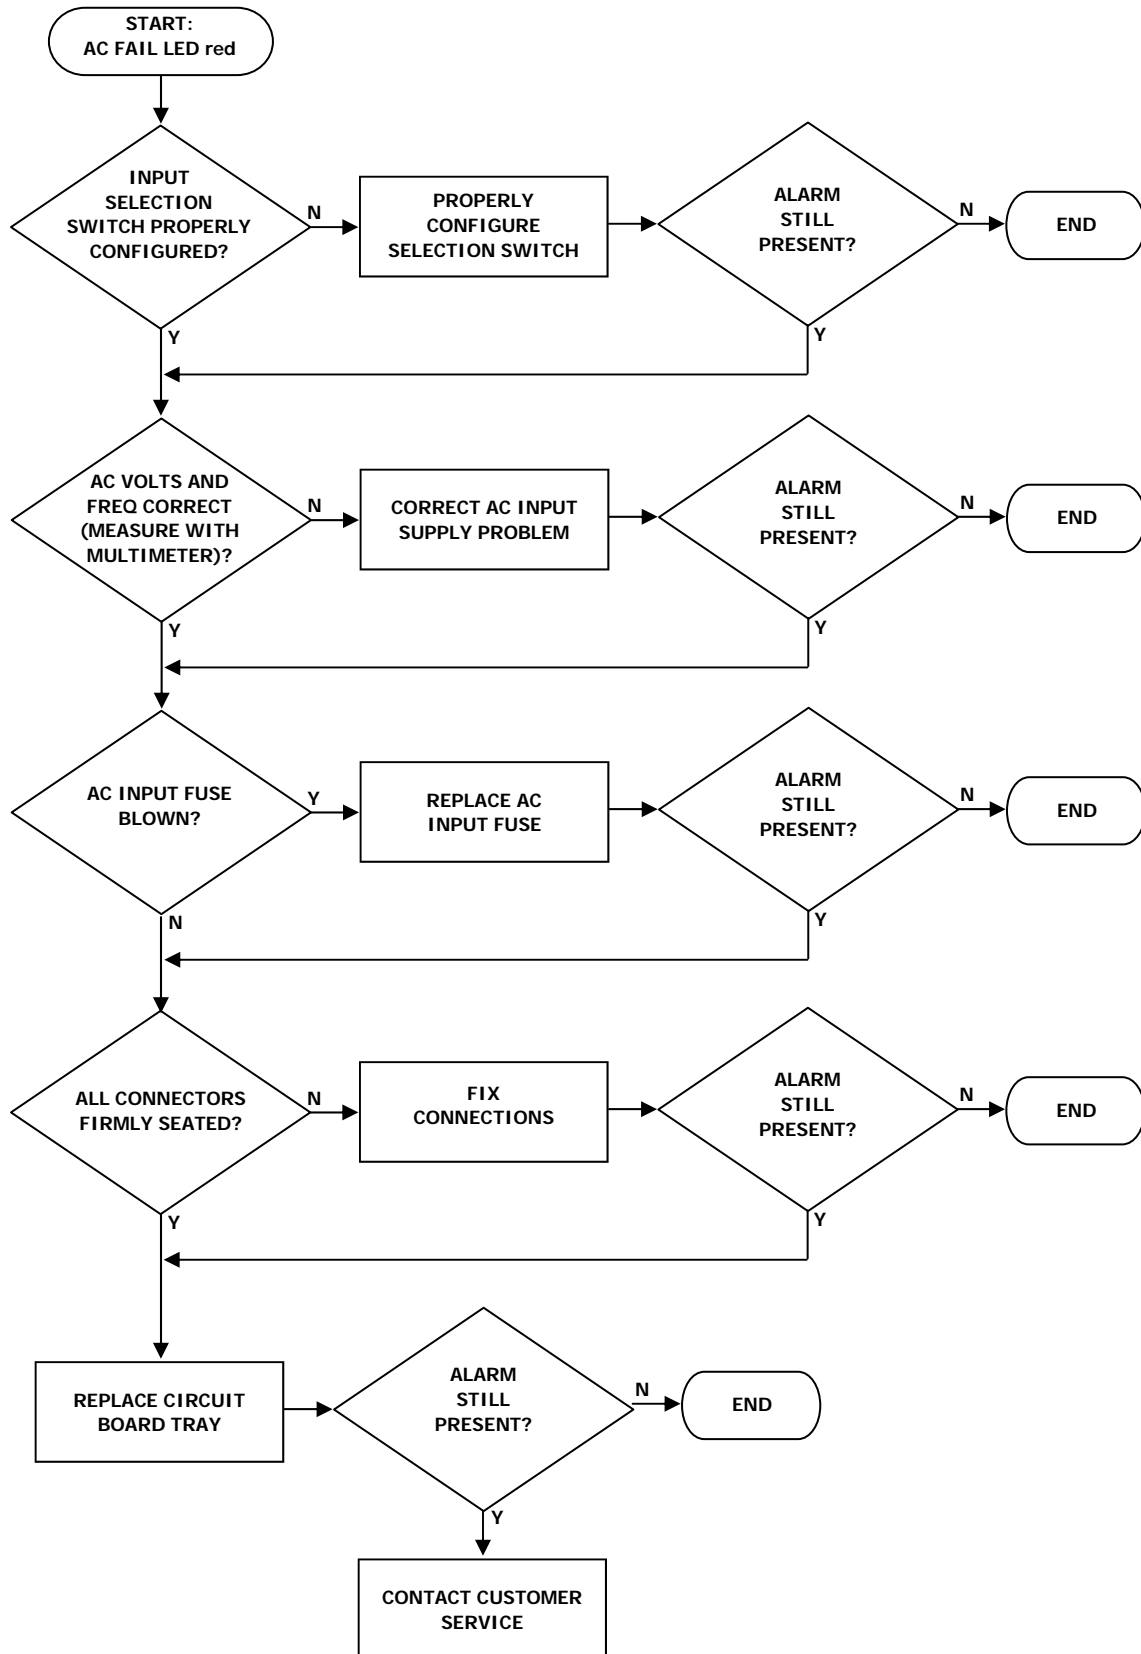 START:
AC FAIL LED red
INPUT
SELECTION
SWITCH PROPERLY
CONFIGURED?
N
PROPERLY
CONFIGURE
SELECTION SWITCH
ALARM
STILL
PRESENT?
N
END
Y
Y
AC VOLTS AND
FREQ CORRECT
(MEASURE WITH
MULTIMETER)?
N
CORRECT AC INPUT
SUPPLY PROBLEM
ALARM
STILL
PRESENT?
N
END
Y
Y
AC INPUT FUSE
BLOWN?
Y
REPLACE AC
INPUT FUSE
ALARM
STILL
PRESENT?
N
END
N
Y
ALL CONNECTORS
FIRMLY SEATED?
N
FIX
CONNECTIONS
ALARM
STILL
PRESENT?
N
END
Y
Y
REPLACE CIRCUIT
BOARD TRAY
ALARM
STILL
PRESENT?
N
END
Y
CONTACT CUSTOMER
SERVICE